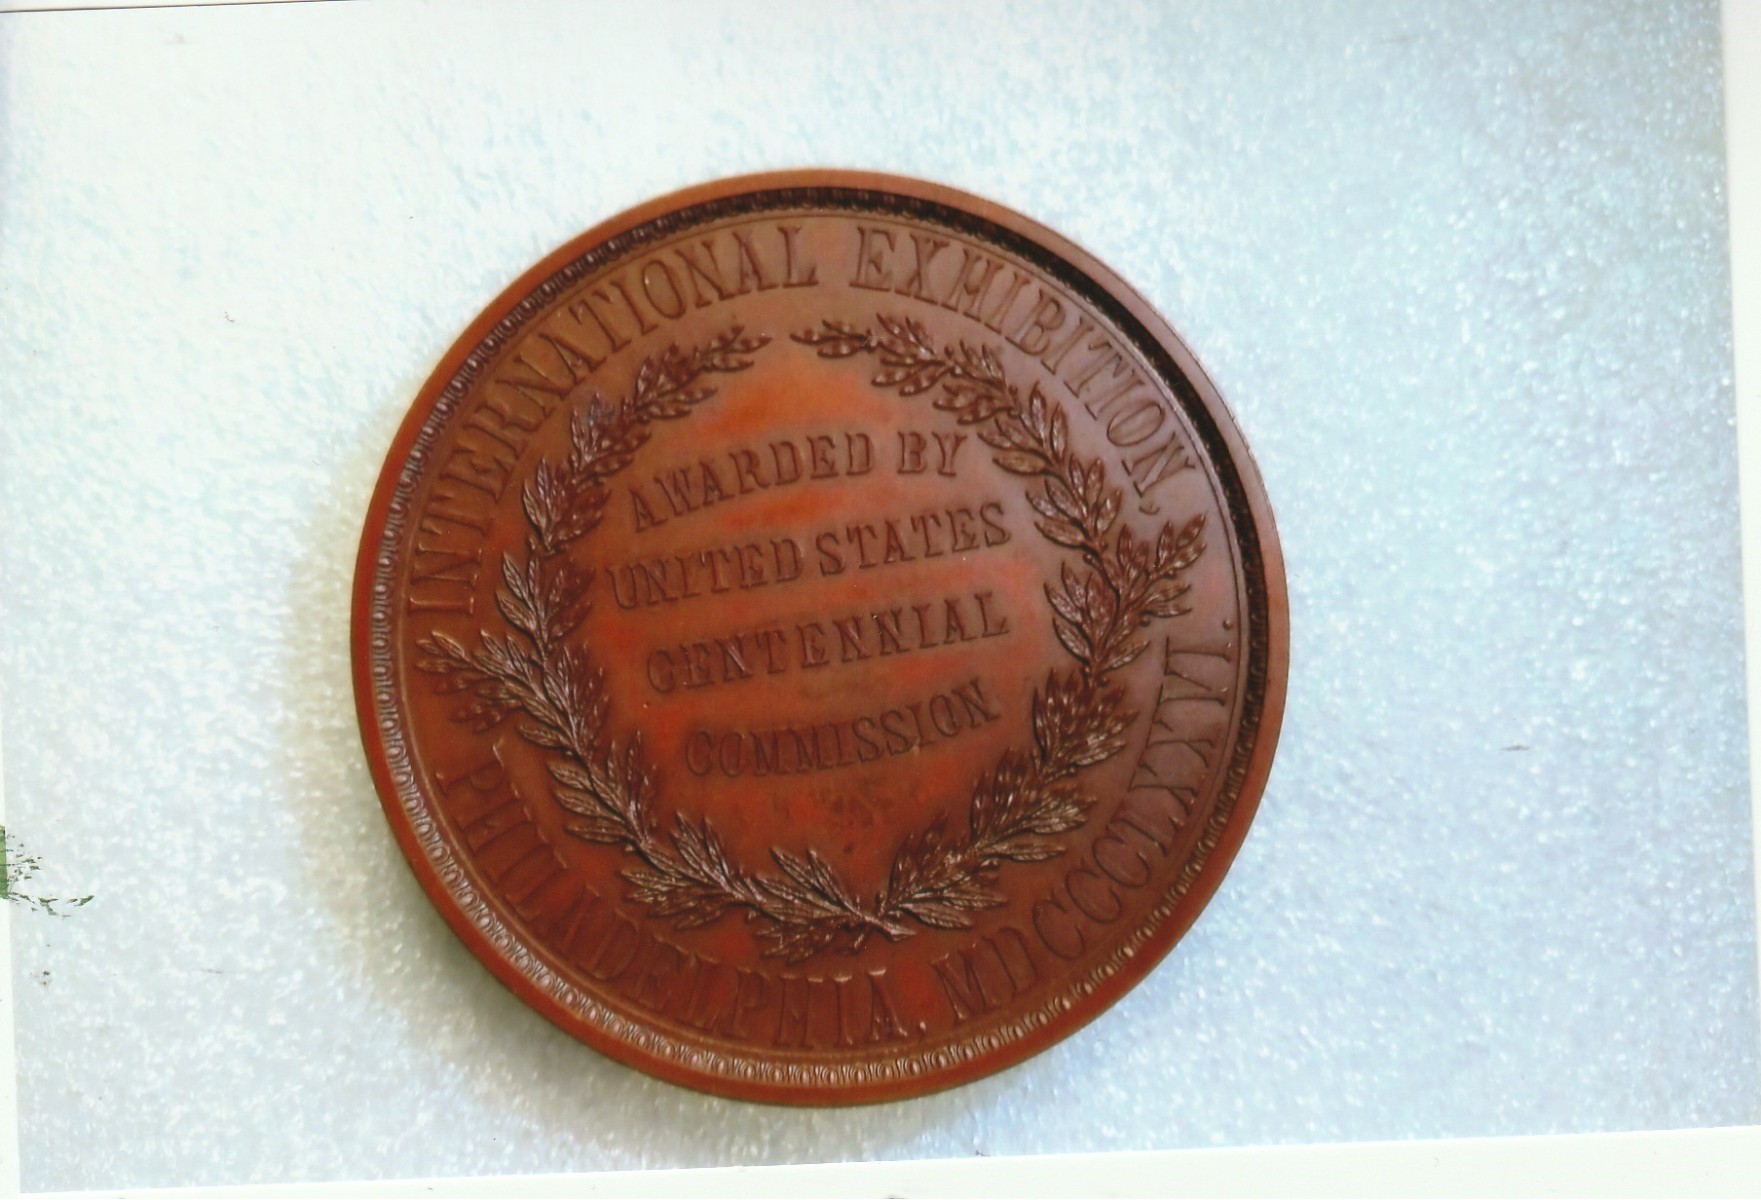 INTERNATIONAL EXHIBITION,
PHILADELPHIA. MDCCCLXXVI.
AWARDED BY
UNITED STATES
CENTENNIAL
COMMISSION